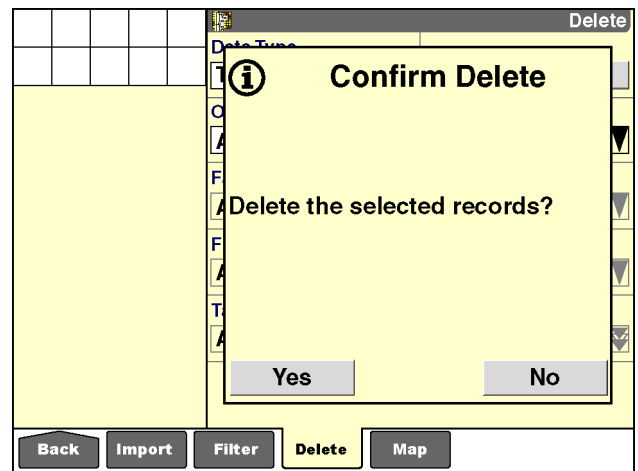 Delete
Confirm Delete
Delete the selected records?
Yes
No
Back
Import
Filter
Delete
Map